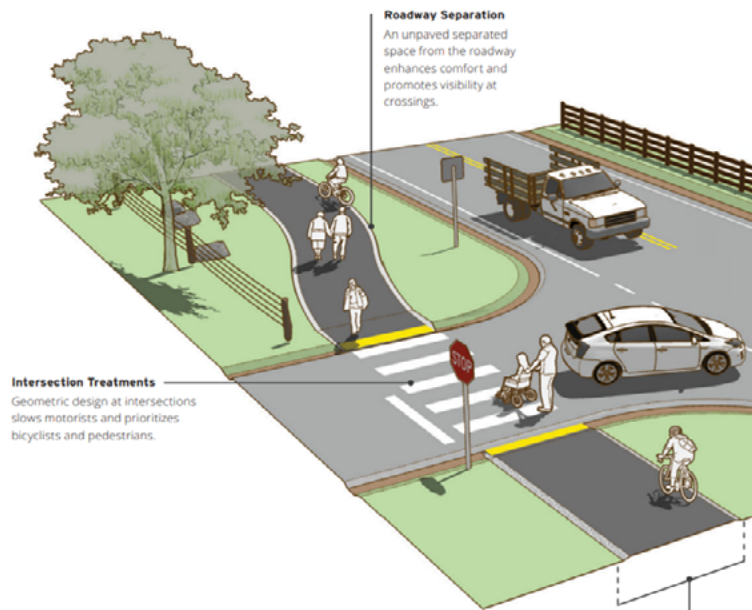 Roadway Separation
An unpaved separated
space from the roadway
enhances comfort and
promotes visibility at
crossings.
STOP
Intersection Treatments
Geometric design at intersections
slows motorists and prioritizes
bicyclists and pedestrians.